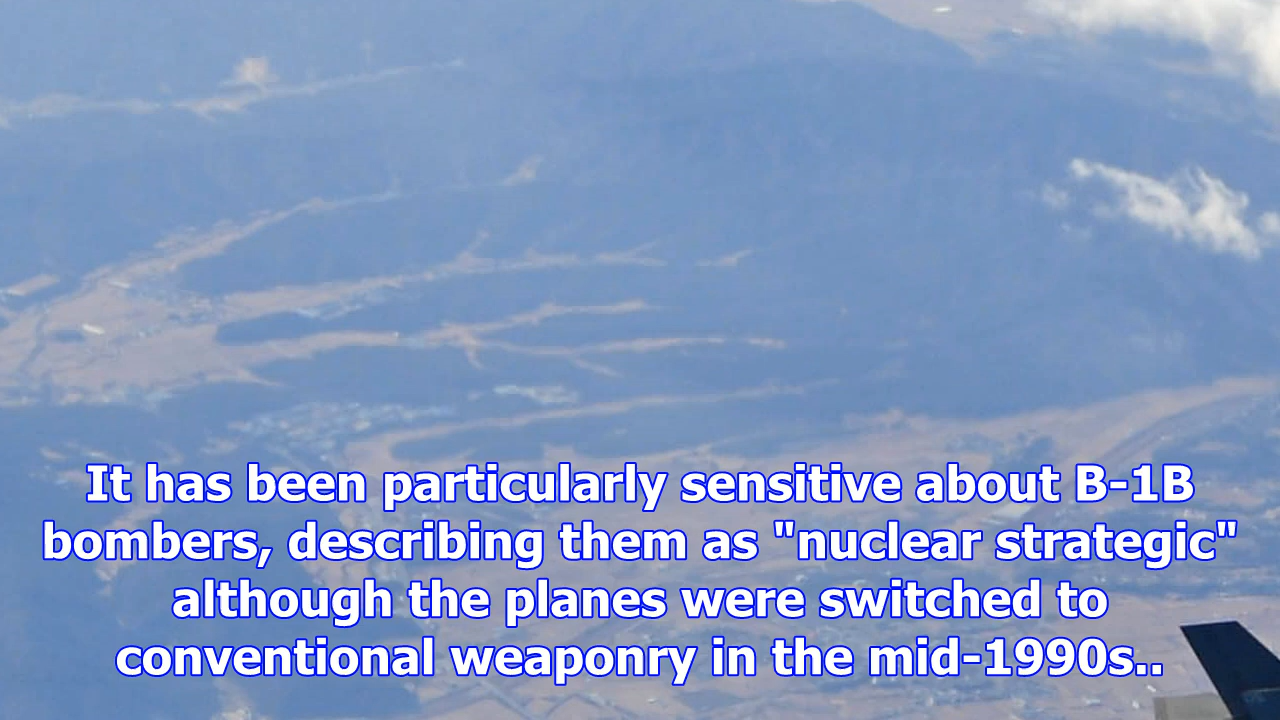 It has been particularly sensitive about B-1B
bombers, describing them as "nuclear strategic"
although the planes were switched to
conventional weaponry in the mid-1990s..